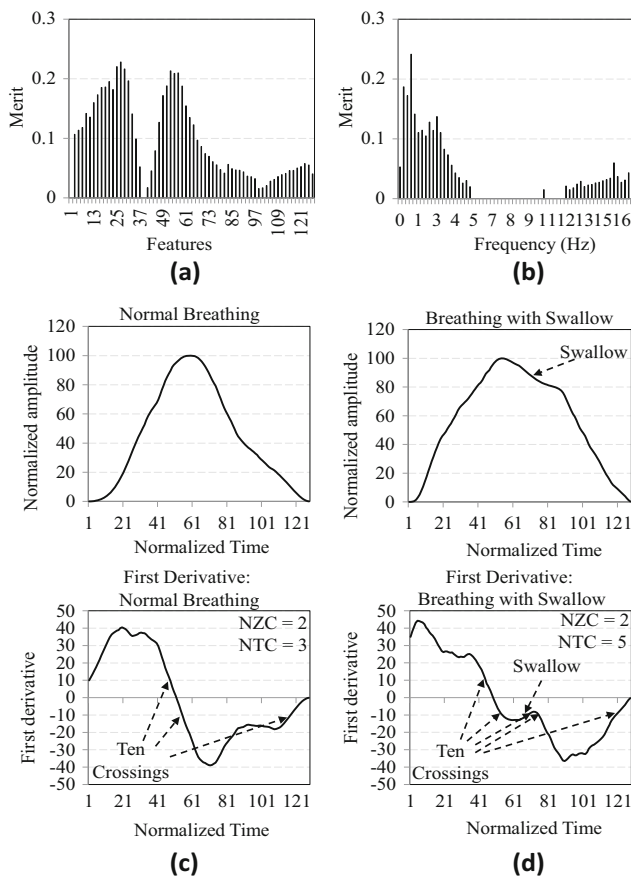 0.3
0.2
0.1
0
Merit
1 13 25 37 49 61 73 85 97 109 121
Features
(a)
0.3
0.2
0.1
0
Merit
0 1 3 4 5 6 8 9 10 12 13 15 16
Frequency (Hz)
(b)
Normal Breathing
120
100
80
60
40
20
0
Normalized amplitude
1 21 41 61 81 101 121
Normalized Time
Breathing with Swallow
120
100
80
60
40
20
0
Normalized amplitude
Swallow
1 21 41 61 81 101 121
Normalized Time
First Derivative:
Normal Breathing
50
40
30
20
10
0
-10
-20
-30
-40
-50
First derivative
NZC = 2
NTC = 3
Ten
Crossings
1 21 41 61 81 101 121
Normalized Time
(c)
First Derivative:
Breathing with Swallow
50
40
30
20
10
0
-10
-20
-30
-40
-50
First derivative
NZC = 2
NTC = 5
Swallow
Ten
Crossings
1 21 41 61 81 101 121
Normalized Time
(d)